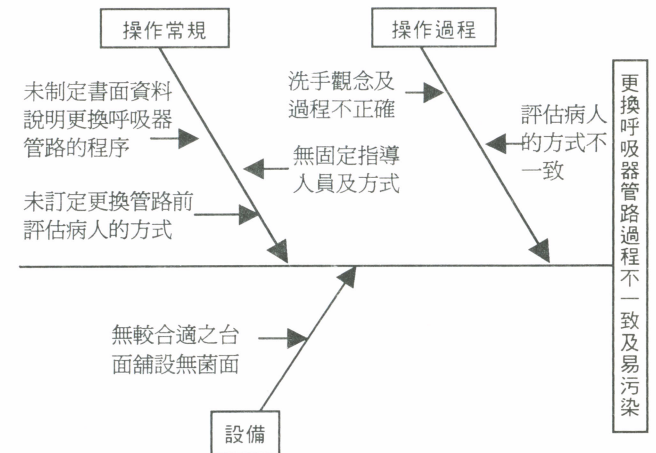 操作常規
操作過程
未制定書面資料
說明更換呼吸器
管路的程序
無固定指導
人員及方式
未訂定更換管路前
評估病人的方式
洗手觀念及
過程不正確
評估病人
的方式不
一致
無較合適之台
面舖設無菌面
設備
更換呼吸器管路過程不一致及易污染